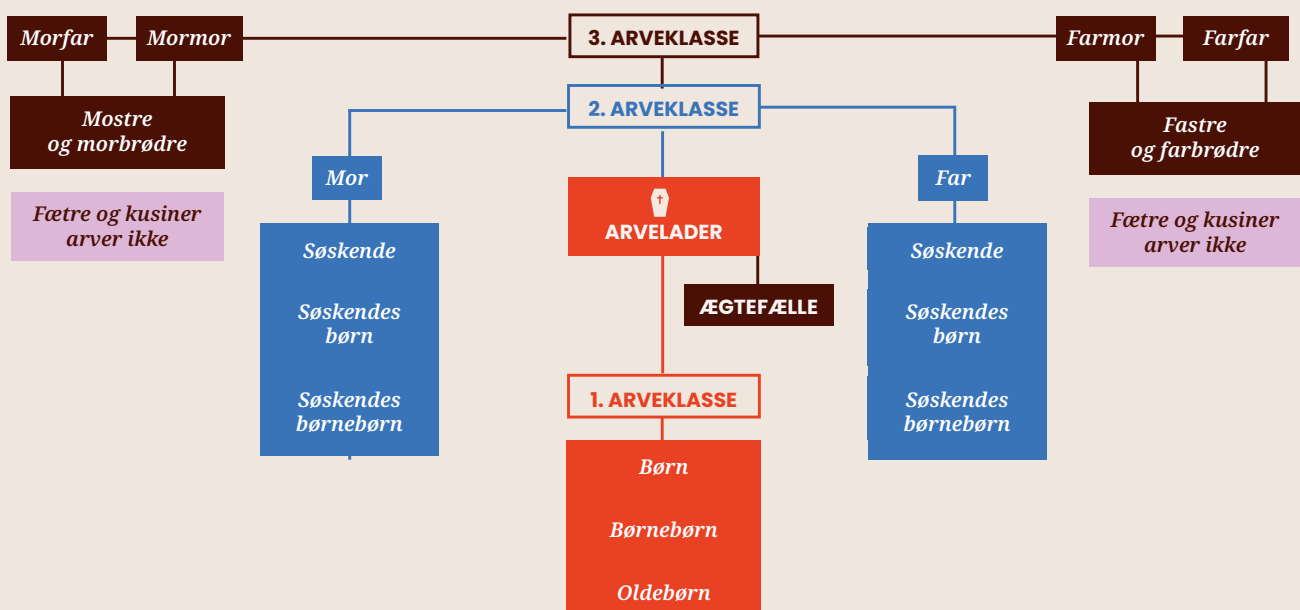 Morfar
Mormor
3. ARVEKLASSE
Farmor
Farfar
Mostre
og morbrødre
2. ARVEKLASSE
Fastre
og farbrødre
Fætre og kusiner
arver ikke
Mor
Far
Fætre og kusiner
arver ikke
ARVELADER
Søskende
Søskendes
børn
Søskendes
børnebørn
Søskende
Søskendes
børn
Søskendes
børnebørn
ÆGTEFÆLLE
1. ARVEKLASSE
Børn
Børnebørn
Oldebørn